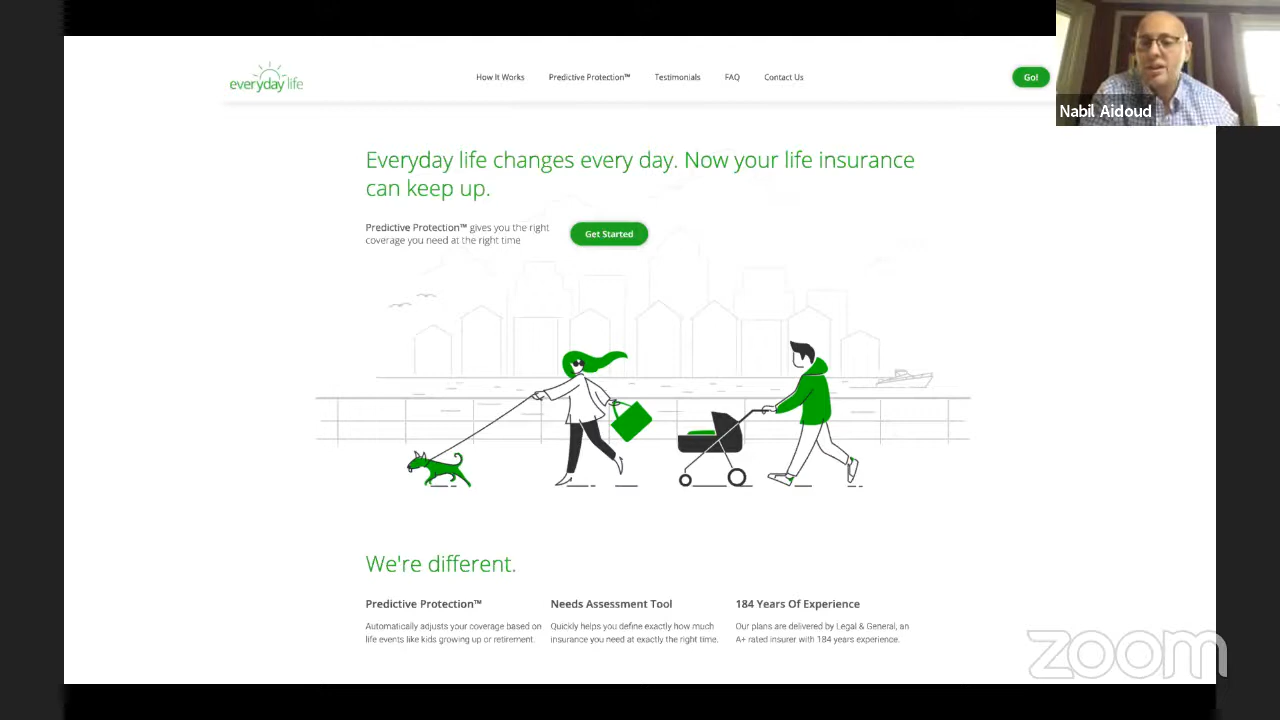 everyday life
How It Works
Predictive Protection™
Testimonials
FAQ
Contact Us
Go!
Nabil Aidoud
Everyday life changes every day. Now your life insurance
can keep up.
Predictive Protection™ gives you the right
coverage you need at the right time
Get Started
We're different.
Predictive Protection™
Automatically adjusts your coverage based on
life events like kids growing up or retirement.
Needs Assessment Tool
Quickly helps you define exactly how much
insurance you need at exactly the right time.
184 Years Of Experience
Our plans are delivered by Legal & General, an
A+ rated insurer with 184 years experience.
zoom